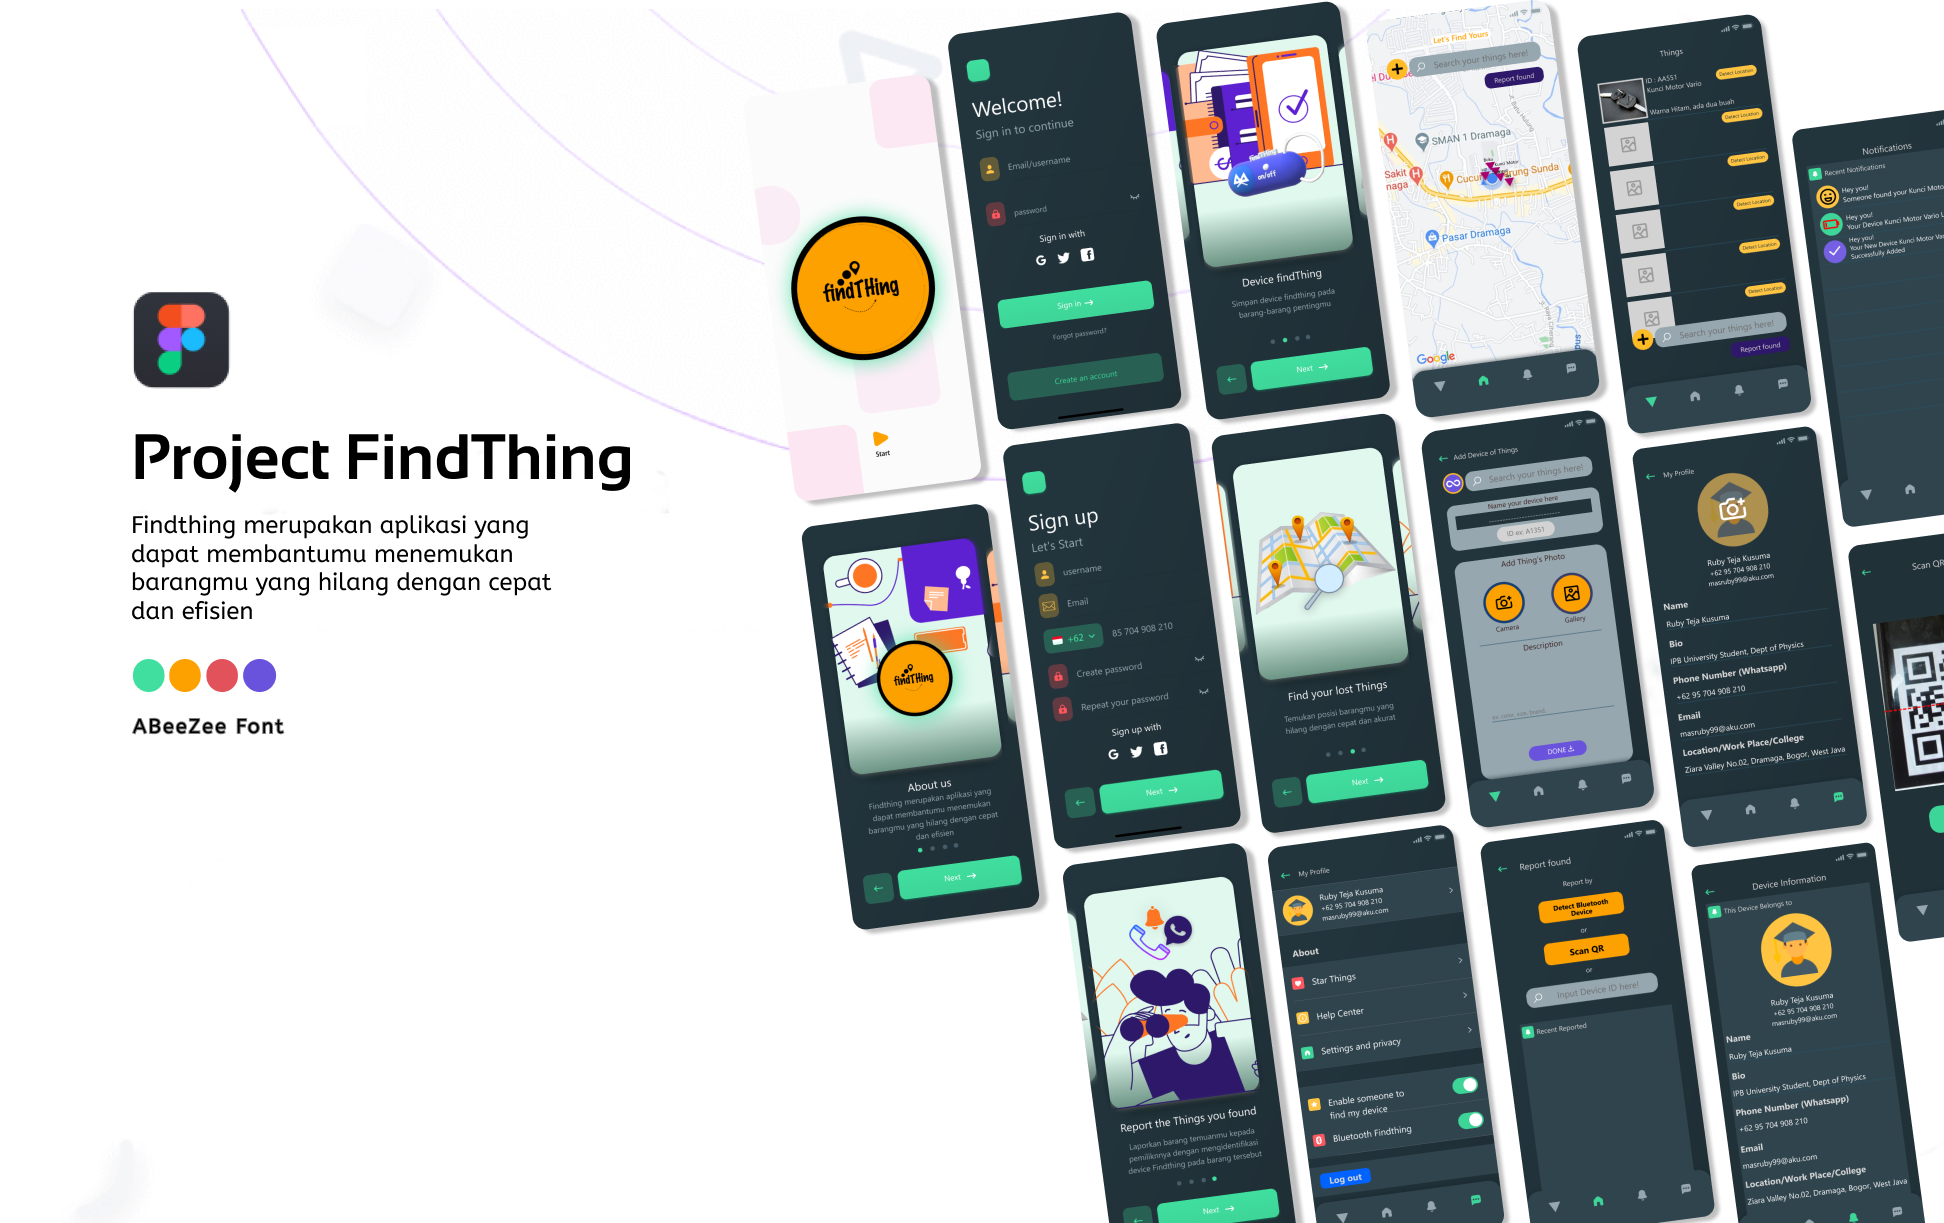 Project FindThing
Findthing merupakan aplikasi yang
dapat membantumu menemukan
barangmu yang hilang dengan cepat
dan efisien
ABeeZee Font
findTHing
Start
Welcome!
Sign in to continue
Email/username
password
Sign in with
Sign in
Forgot password?
Create an account
findThing
on/off
Device findThing
Simpan device findthing pada
barang-barang pentingmu
Next
Let's Find Yours
Search your things here!
Report found
SMAN 1 Dramaga
Sakit
naga
Sunda
Pasar Dramaga
Google
Things
ID : AA551
Kunci Motor Vario
Warna Hitam, ada dua buah
Detect Location
Detect Location
Detect Location
Detect Location
Detect Location
Detect Location
Search your things here!
Report found
Notifications
Recent Notifications
Hey you!
Someone found your Kunci Moto
Hey you!
Your Device Kunci Motor Vario L
Hey you!
Your New Device Kunci Motor Va
Successfully Added
About us
findTHing
Findthing merupakan aplikasi yang
dapat membantumu menemukan
barangmu yang hilang dengan cepat
dan efisien
Next
Sign up
Let's Start
username
Email
+62
85 704 908 210
Create password
Repeat your password
Sign up with
Next
Find your lost Things
Temukan posisi barangmu yang
hilang dengan cepat dan akurat
Next
Add Device of Things
Search your things here!
Name your device here
ID ex: A1351
Add Thing's Photo
Camera
Gallery
Description
ex. color, size, brand
DONE
My Profile
Ruby Teja Kusuma
+62 95 704 908 210
masruby99@aku.com
Name
Ruby Teja Kusuma
Bio
IPB University Student, Dept of Physics
Phone Number (Whatsapp)
+62 95 704 908 210
Email
masruby99@aku.com
Location/Work Place/College
Ziara Valley No.02, Dramaga, Bogor, West Java
Scan QR
Report the Things you found
Laporkan barang temuanmu kepada
pemiliknya dengan mengidentifikasi
device Findthing pada barang tersebut
Next
My Profile
Ruby Teja Kusuma
+62 95 704 908 210
masruby99@aku.com
About
Star Things
Help Center
Settings and privacy
Enable someone to
find my device
Bluetooth Findthing
Log out
Report found
Report by
Detect Bluetooth
Device
or
Scan QR
or
Input Device ID here!
Recent Reported
Device Information
This Device Belongs to
Ruby Teja Kusuma
+62 95 704 908 210
masruby99@aku.com
Name
Ruby Teja Kusuma
Bio
IPB University Student, Dept of Physics
Phone Number (Whatsapp)
+62 95 704 908 210
Email
masruby99@aku.com
Location/Work Place/College
Ziara Valley No.02, Dramaga, Bogor, West Java